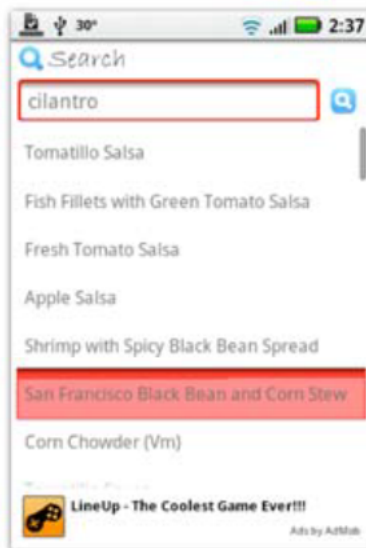 30° 2:37
Search
cilantro
Tomatillo Salsa
Fish Fillets with Green Tomato Salsa
Fresh Tomato Salsa
Apple Salsa
Shrimp with Spicy Black Bean Spread
San Francisco Black Bean and Corn Stew
Corn Chowder (Vm)
LineUp - The Coolest Game Ever!!!
Ads by AdMob